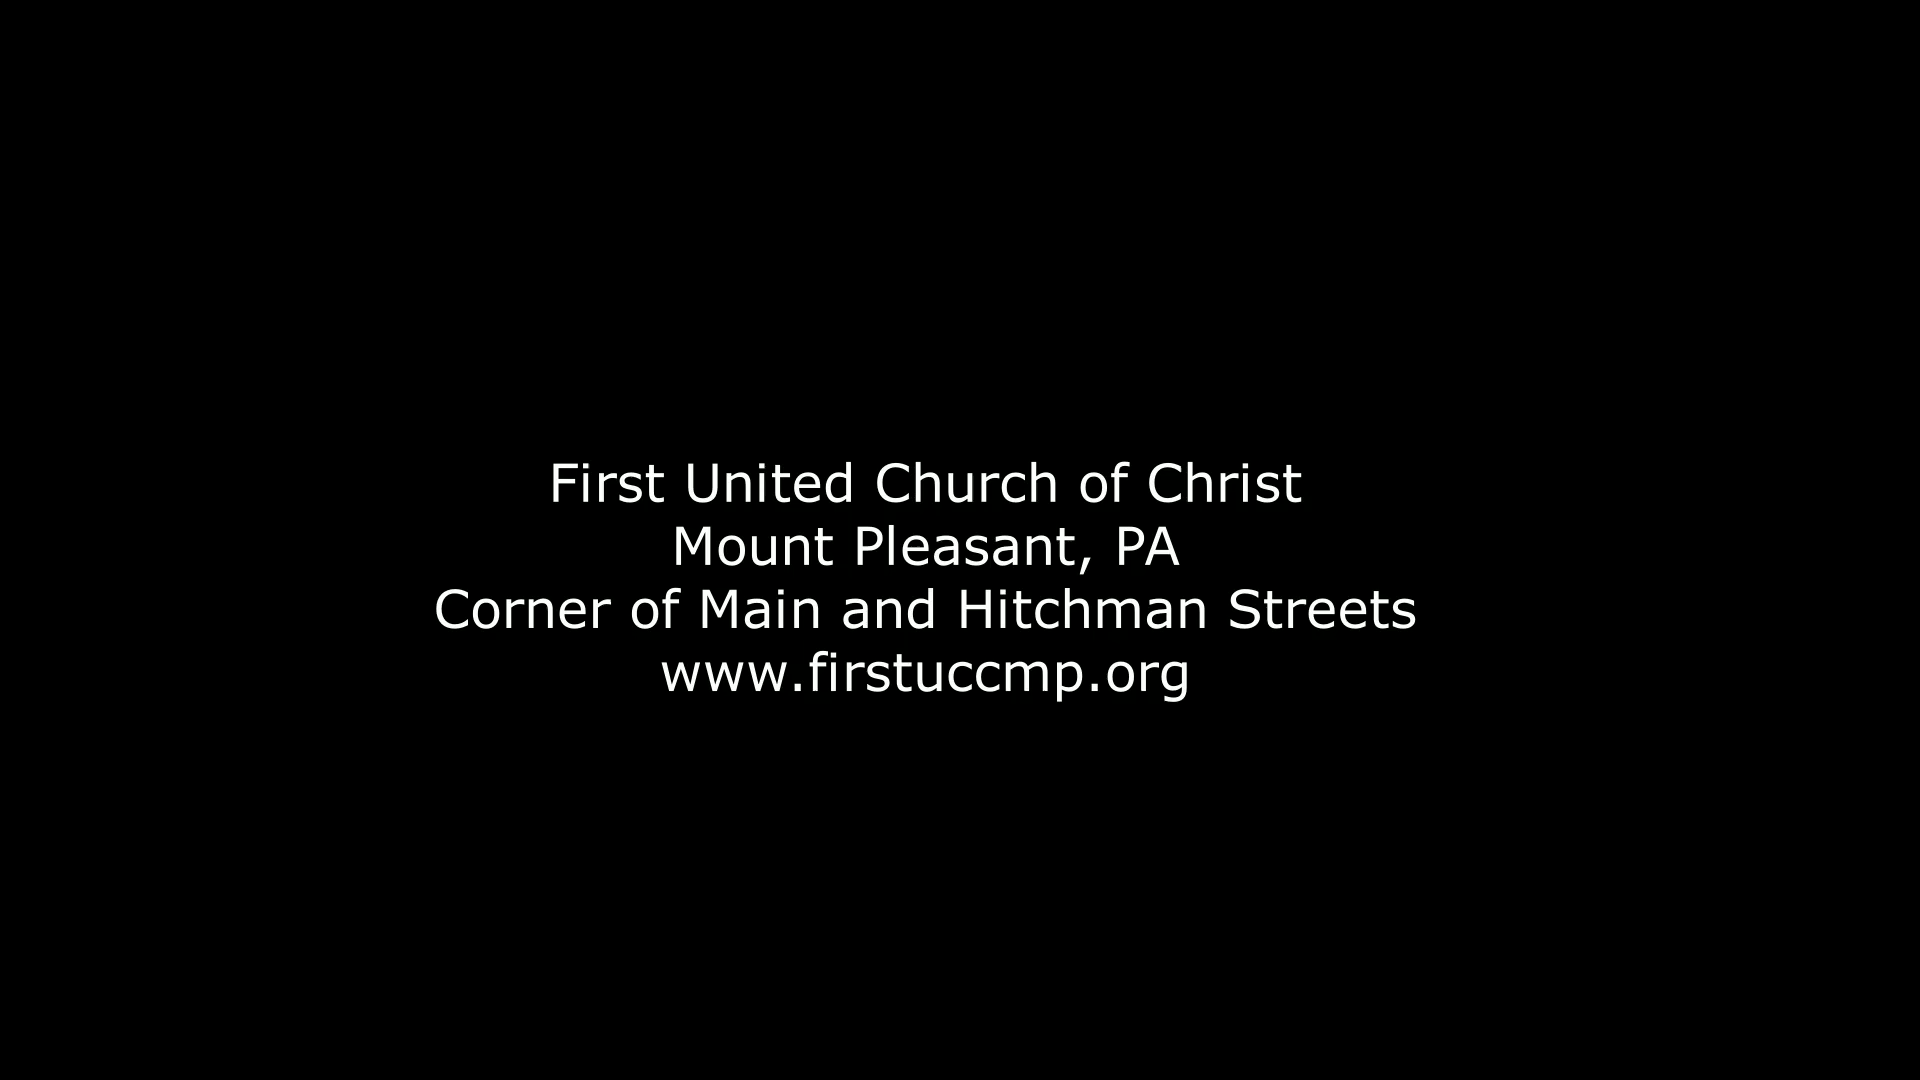 First United Church of Christ
Mount Pleasant, PA
Corner of Main and Hitchman Streets
www.firstuccmp.org